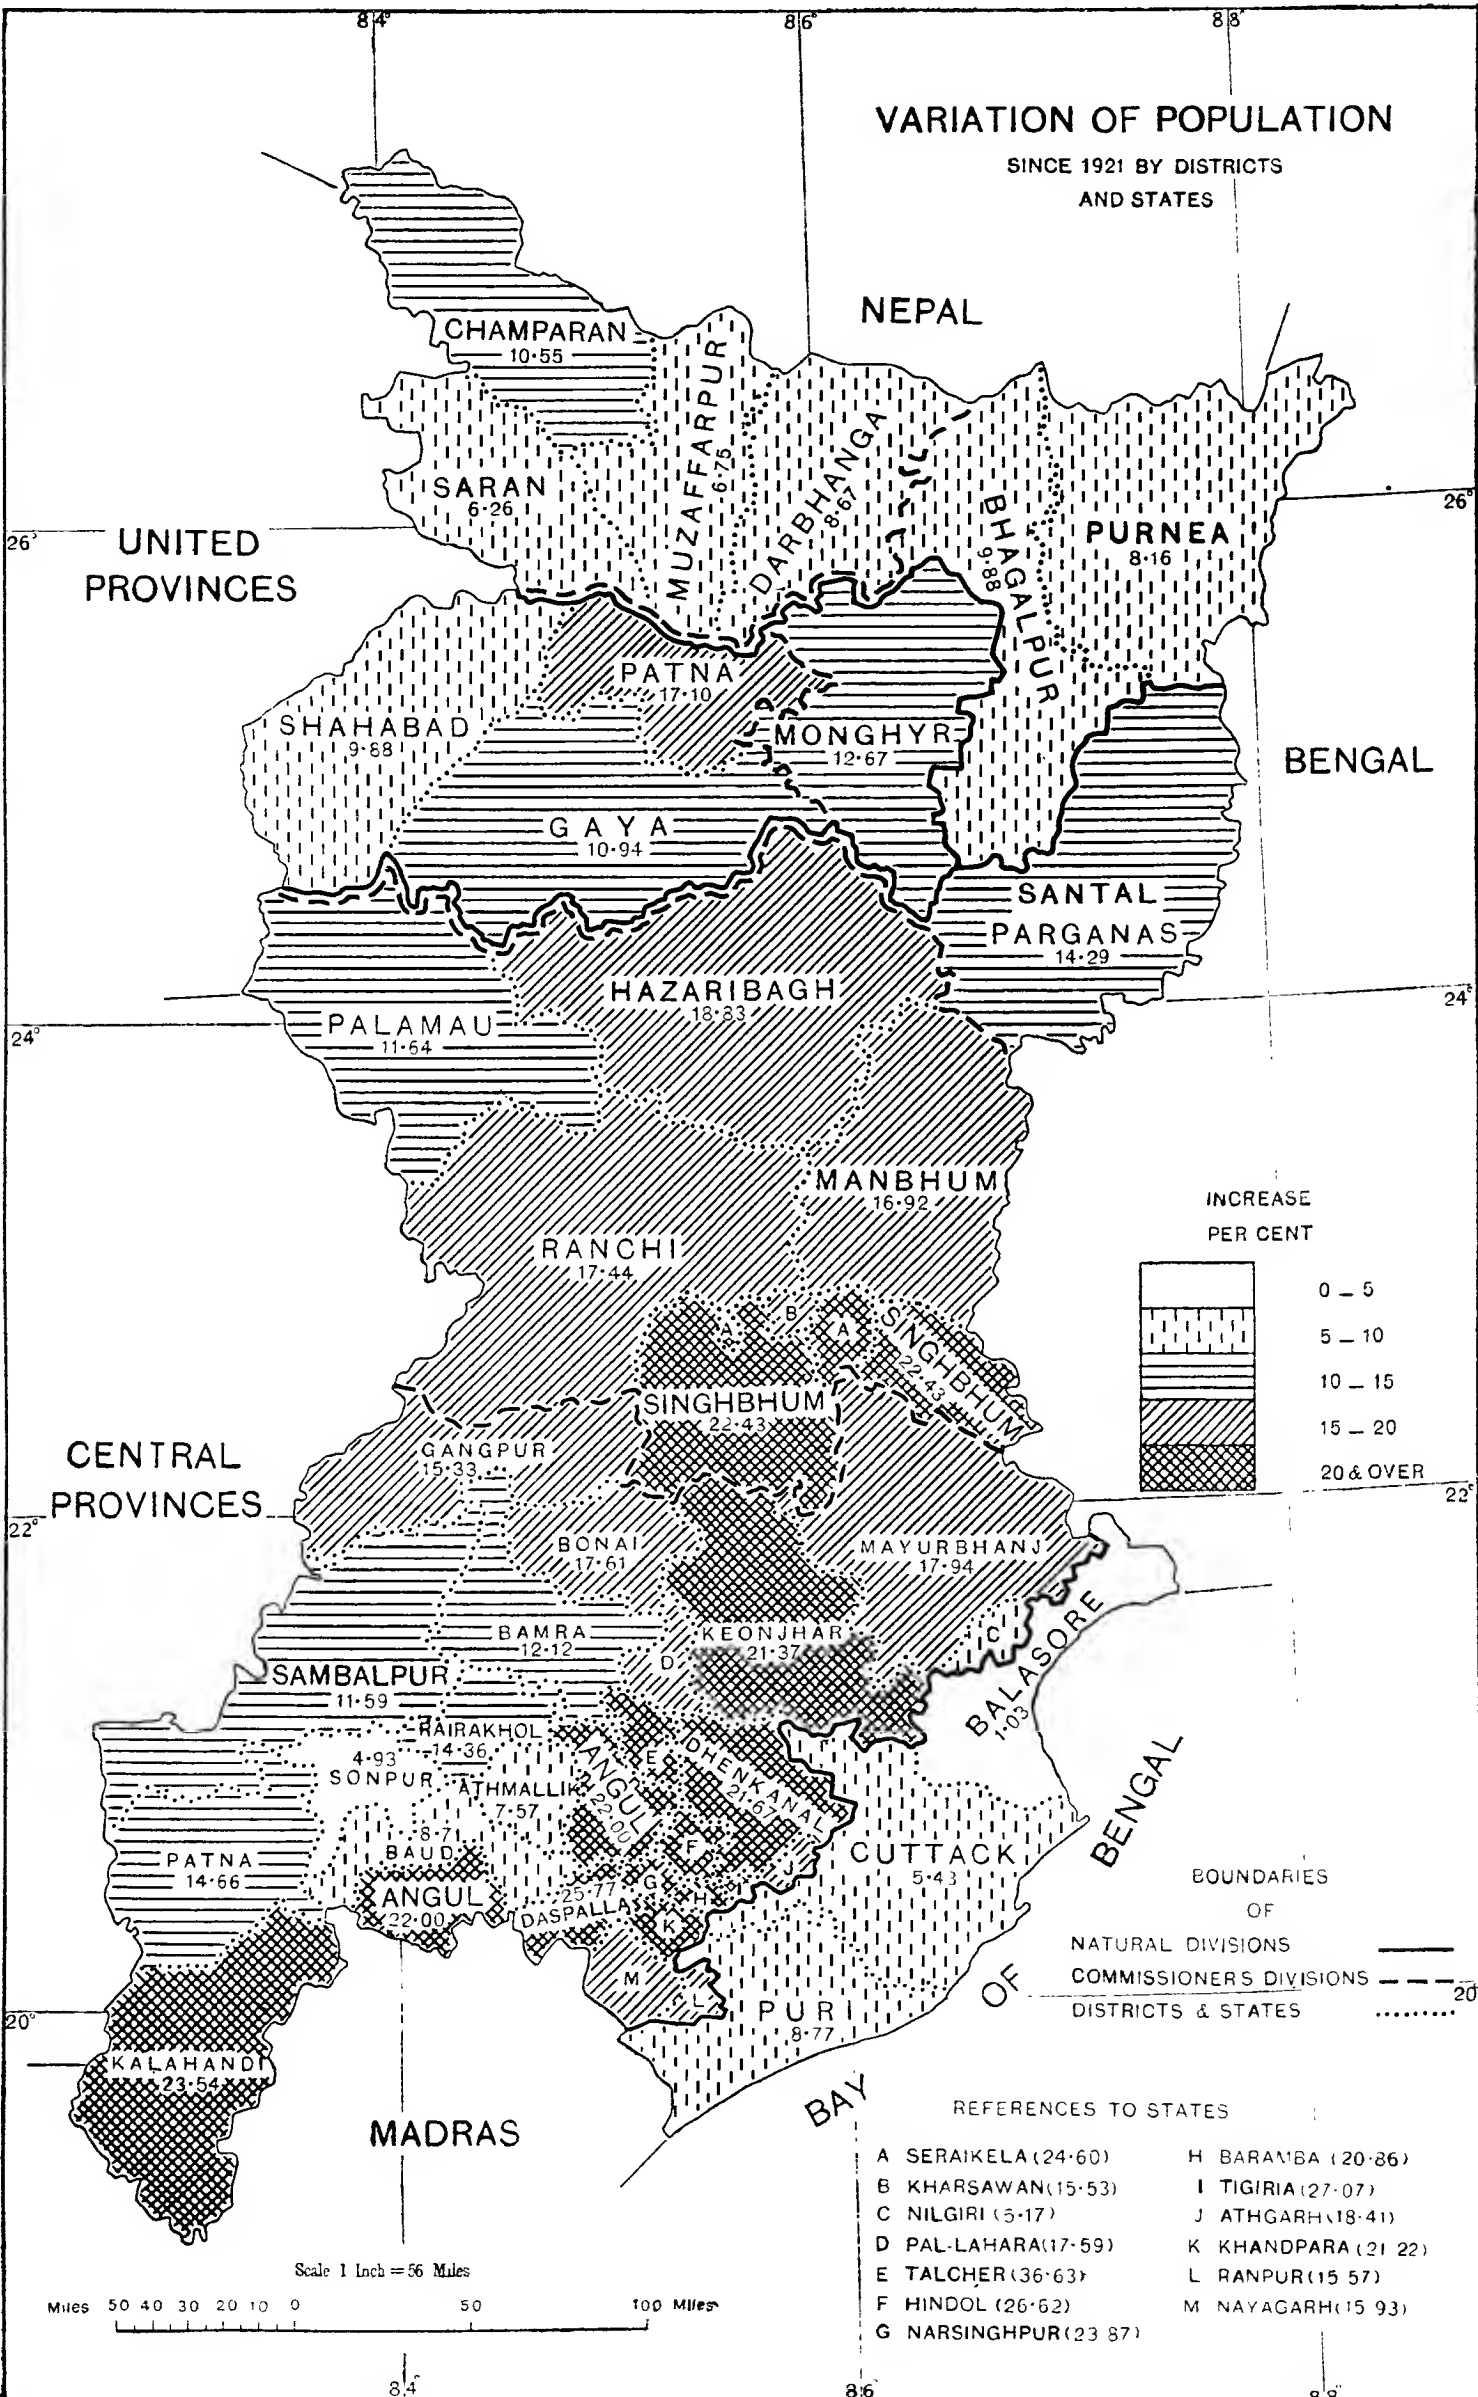 84°
86°
88°
VARIATION OF POPULATION
SINCE 1921 BY DISTRICTS
AND STATES
NEPAL
CHAMPARAN
10·55
MUZAFFARPUR
6·75
DARBHANGA
8·67
SARAN
6·26
BHAGALPUR
9·88
PURNEA
8·16
26°
26°
UNITED
PROVINCES
PATNA
17·10
SHAHABAD
9·88
MONGHYR
12·67
BENGAL
GAYA
10·94
SANTAL
PARGANAS
14·29
HAZARIBAGH
18·83
24°
24°
PALAMAU
11·64
MANBHUM
16·92
RANCHI
17·44
INCREASE
PER CENT
0 – 5
5 – 10
10 – 15
15 – 20
20 & OVER
A
B
A
SINGHBHUM
22·43
SINGHBHUM
22·43
GANGPUR
15·33
CENTRAL
PROVINCES
22°
22°
BONAI
17·61
MAYURBHANJ
17·94
BAMRA
12·12
D
KEONJHAR
21·37
C
BALASORE
1·03
SAMBALPUR
11·59
RAIRAKHOL
14·36
4·93
SONPUR
ATHMALLIK
7·57
ANGUL
22·00
E
DHENKANAL
21·67
8·71
BAUD
F
CUTTACK
5·43
PATNA
14·66
ANGUL
22·00
25·77
DASPALLA
G
H
I
J
K
M
L
PURI
8·77
BAY
OF
BENGAL
BOUNDARIES
OF
NATURAL DIVISIONS
COMMISSIONERS DIVISIONS
DISTRICTS & STATES
20°
20
KALAHANDI
23·54
MADRAS
REFERENCES TO STATES
A SERAIKELA (24·60)
B KHARSAWAN (15·53)
C NILGIRI (5·17)
D PAL-LAHARA (17·59)
E TALCHER (36·63)
F HINDOL (26·62)
G NARSINGHPUR (23 87)
H BARAMBA (20·86)
I TIGIRIA (27·07)
J ATHGARH (18·41)
K KHANDPARA (21 22)
L RANPUR (15 57)
M NAYAGARH (15 93)
Scale 1 Inch = 56 Miles
Miles 50 40 30 20 10 0 50 100 Miles
84°
86°
88°